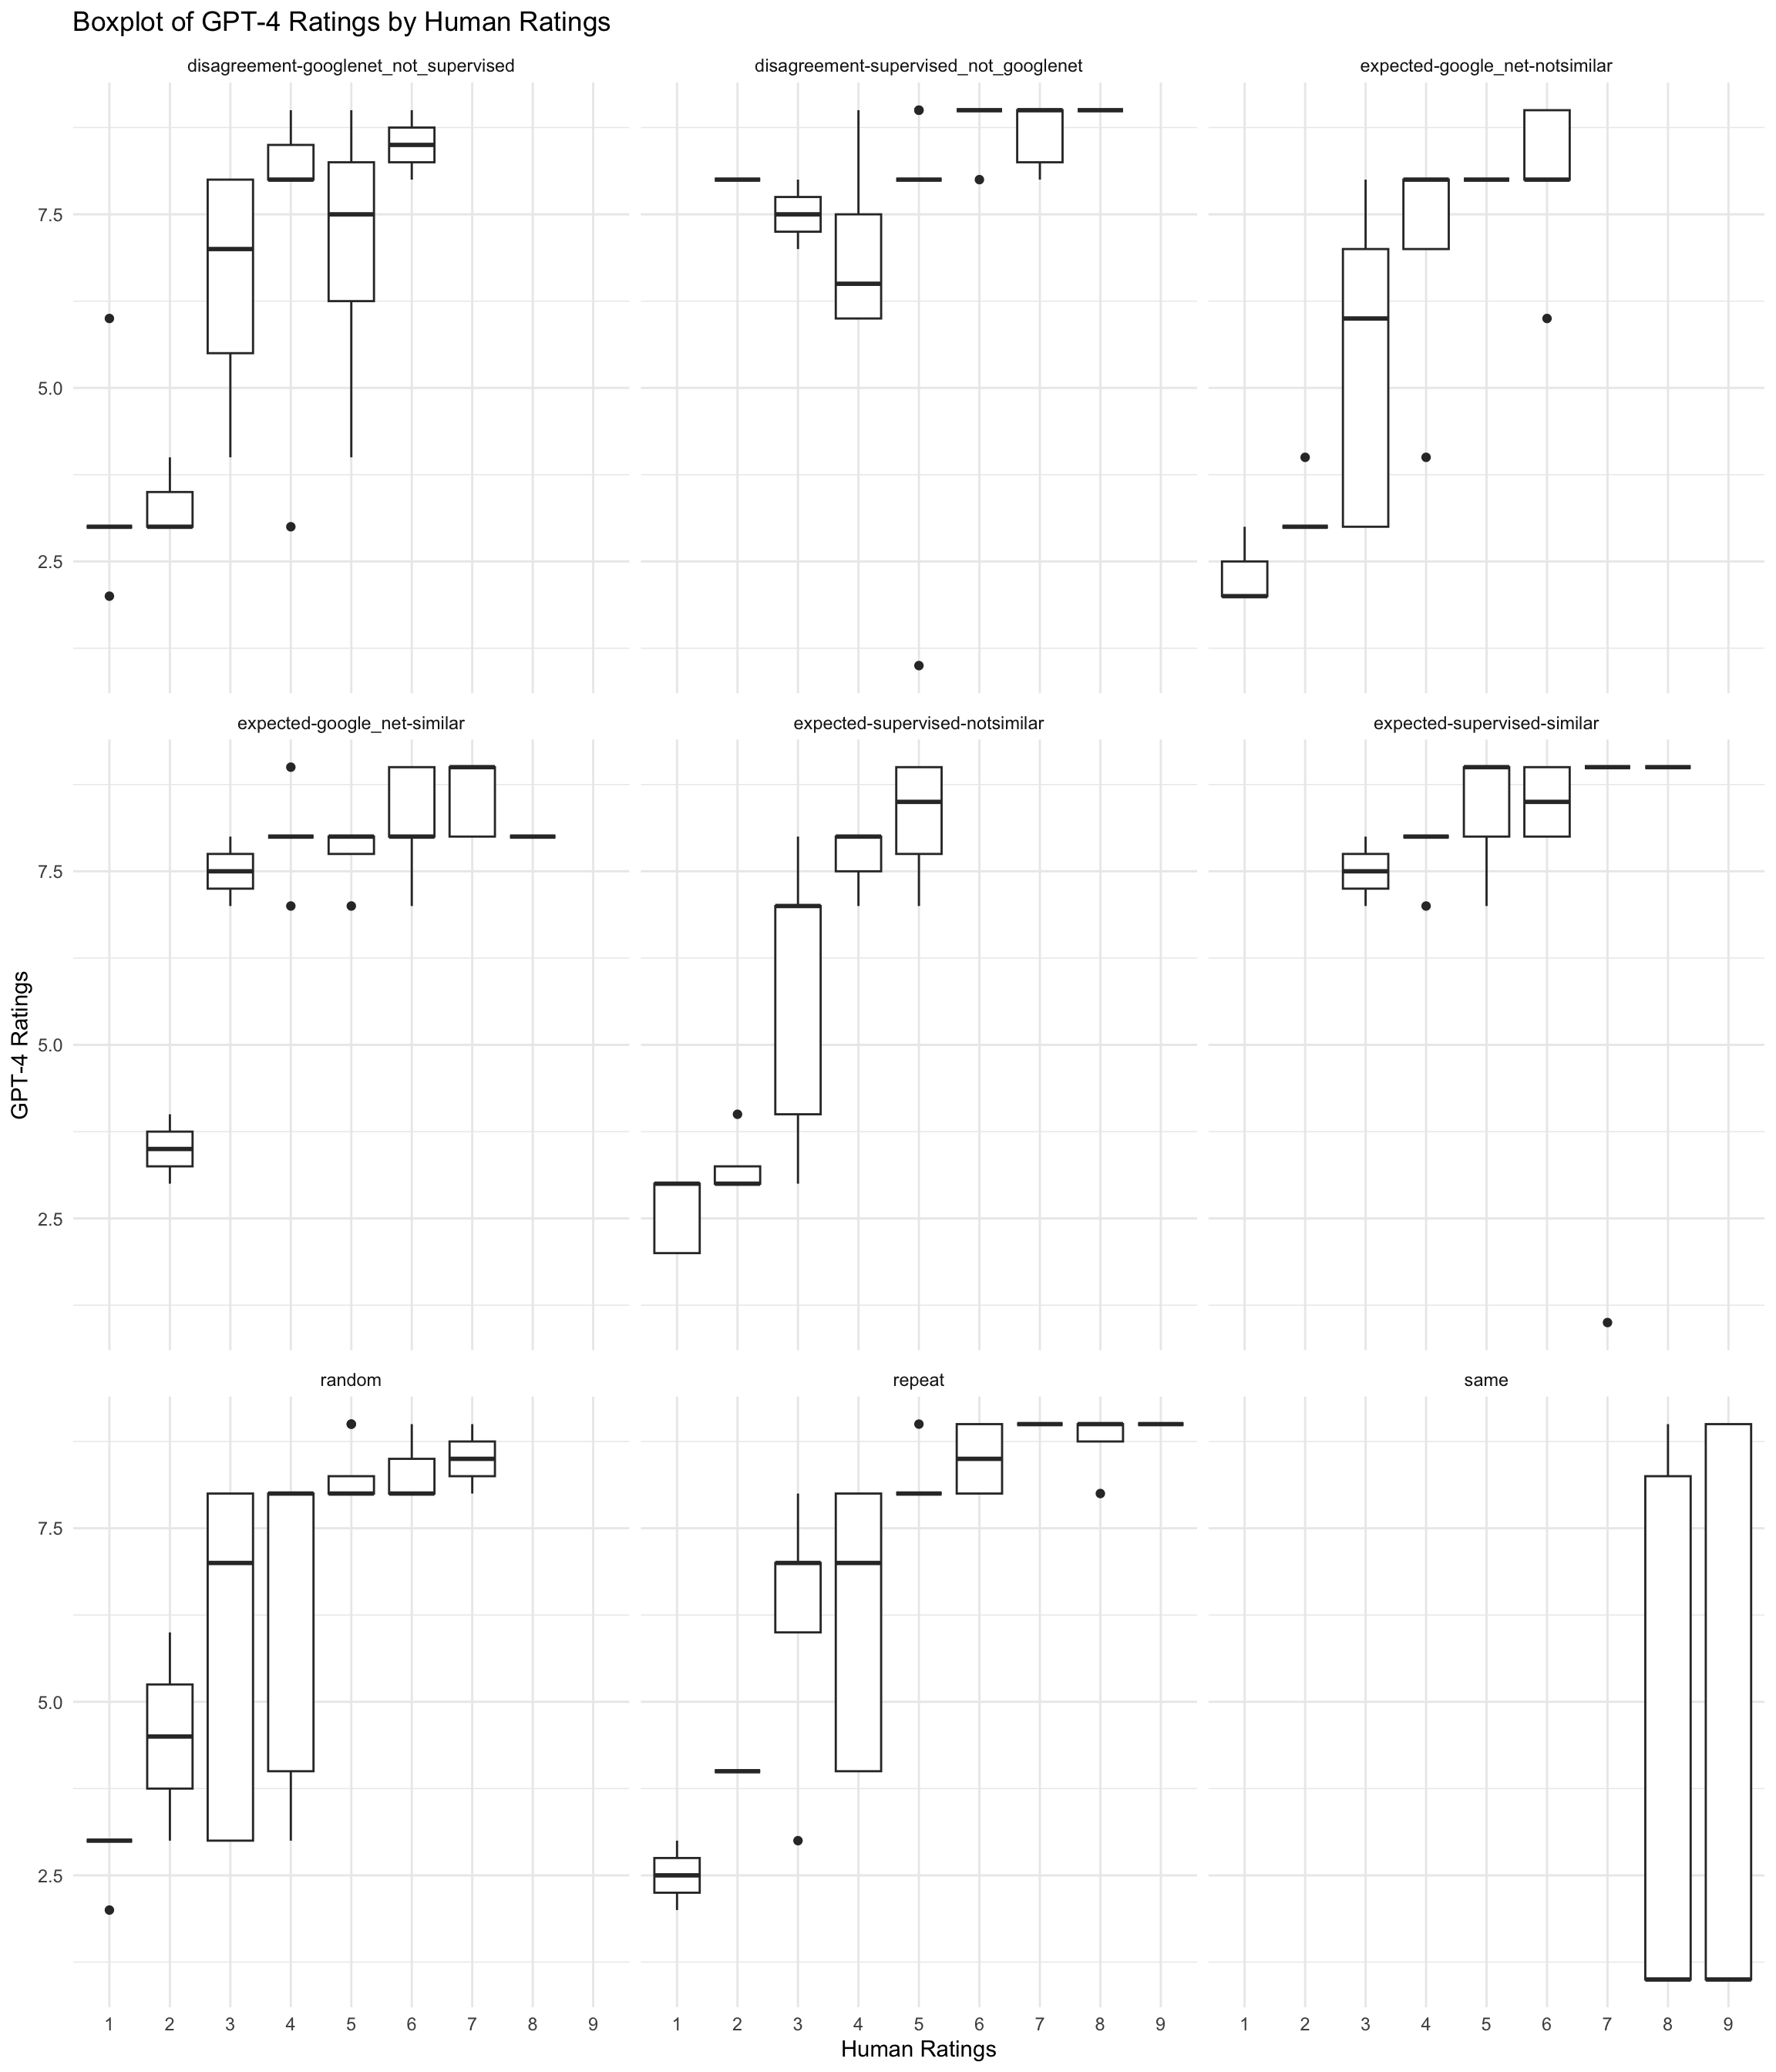 Boxplot of GPT-4 Ratings by Human Ratings
disagreement-googlenet_not_supervised
disagreement-supervised_not_googlenet
expected-google_net-notsimilar
7.5
5.0
2.5
expected-google_net-similar
expected-supervised-notsimilar
expected-supervised-similar
7.5
5.0
2.5
GPT-4 Ratings
random
repeat
same
7.5
5.0
2.5
1 2 3 4 5 6 7 8 9
1 2 3 4 5 6 7 8 9
1 2 3 4 5 6 7 8 9
Human Ratings